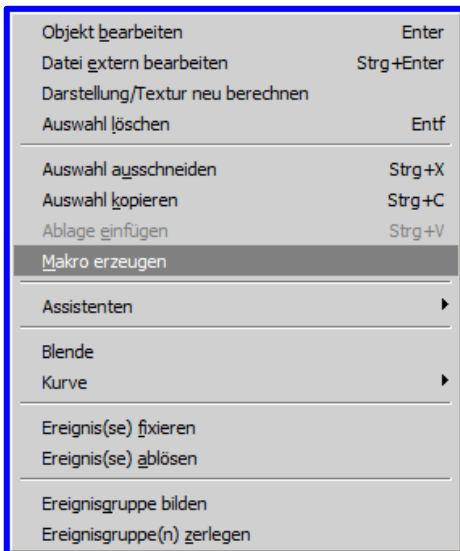 Objekt bearbeiten Enter
Datei extern bearbeiten Strg+Enter
Darstellung/Textur neu berechnen
Auswahl löschen Entf
Auswahl ausschneiden Strg+X
Auswahl kopieren Strg+C
Ablage einfügen Strg+V
Makro erzeugen
Assistenten
Blende
Kurve
Ereignis(se) fixieren
Ereignis(se) ablösen
Ereignisgruppe bilden
Ereignisgruppe(n) zerlegen